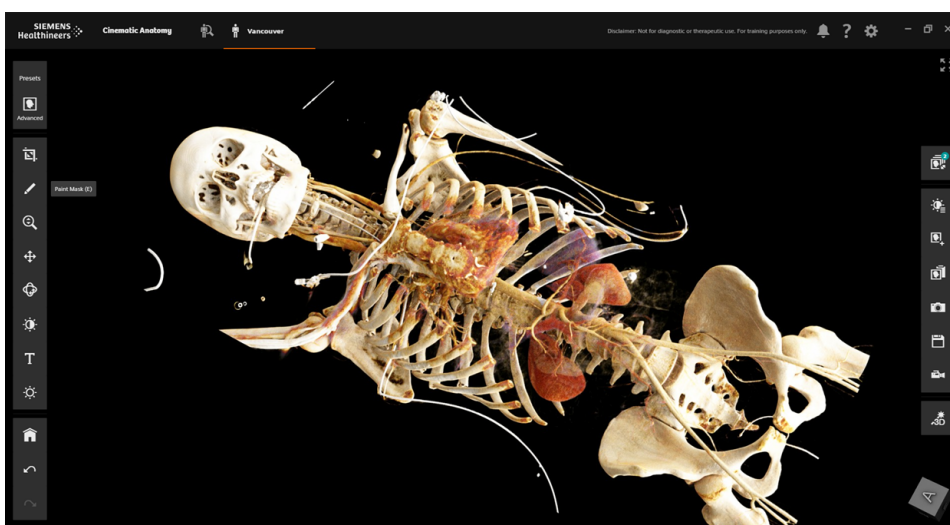 SIEMENS
Healthineers
Cinematic Anatomy
Vancouver
Disclaimer: Not for diagnostic or therapeutic use. For training purposes only.
Presets
Advanced
Paint Mask (E)
T
3D
A